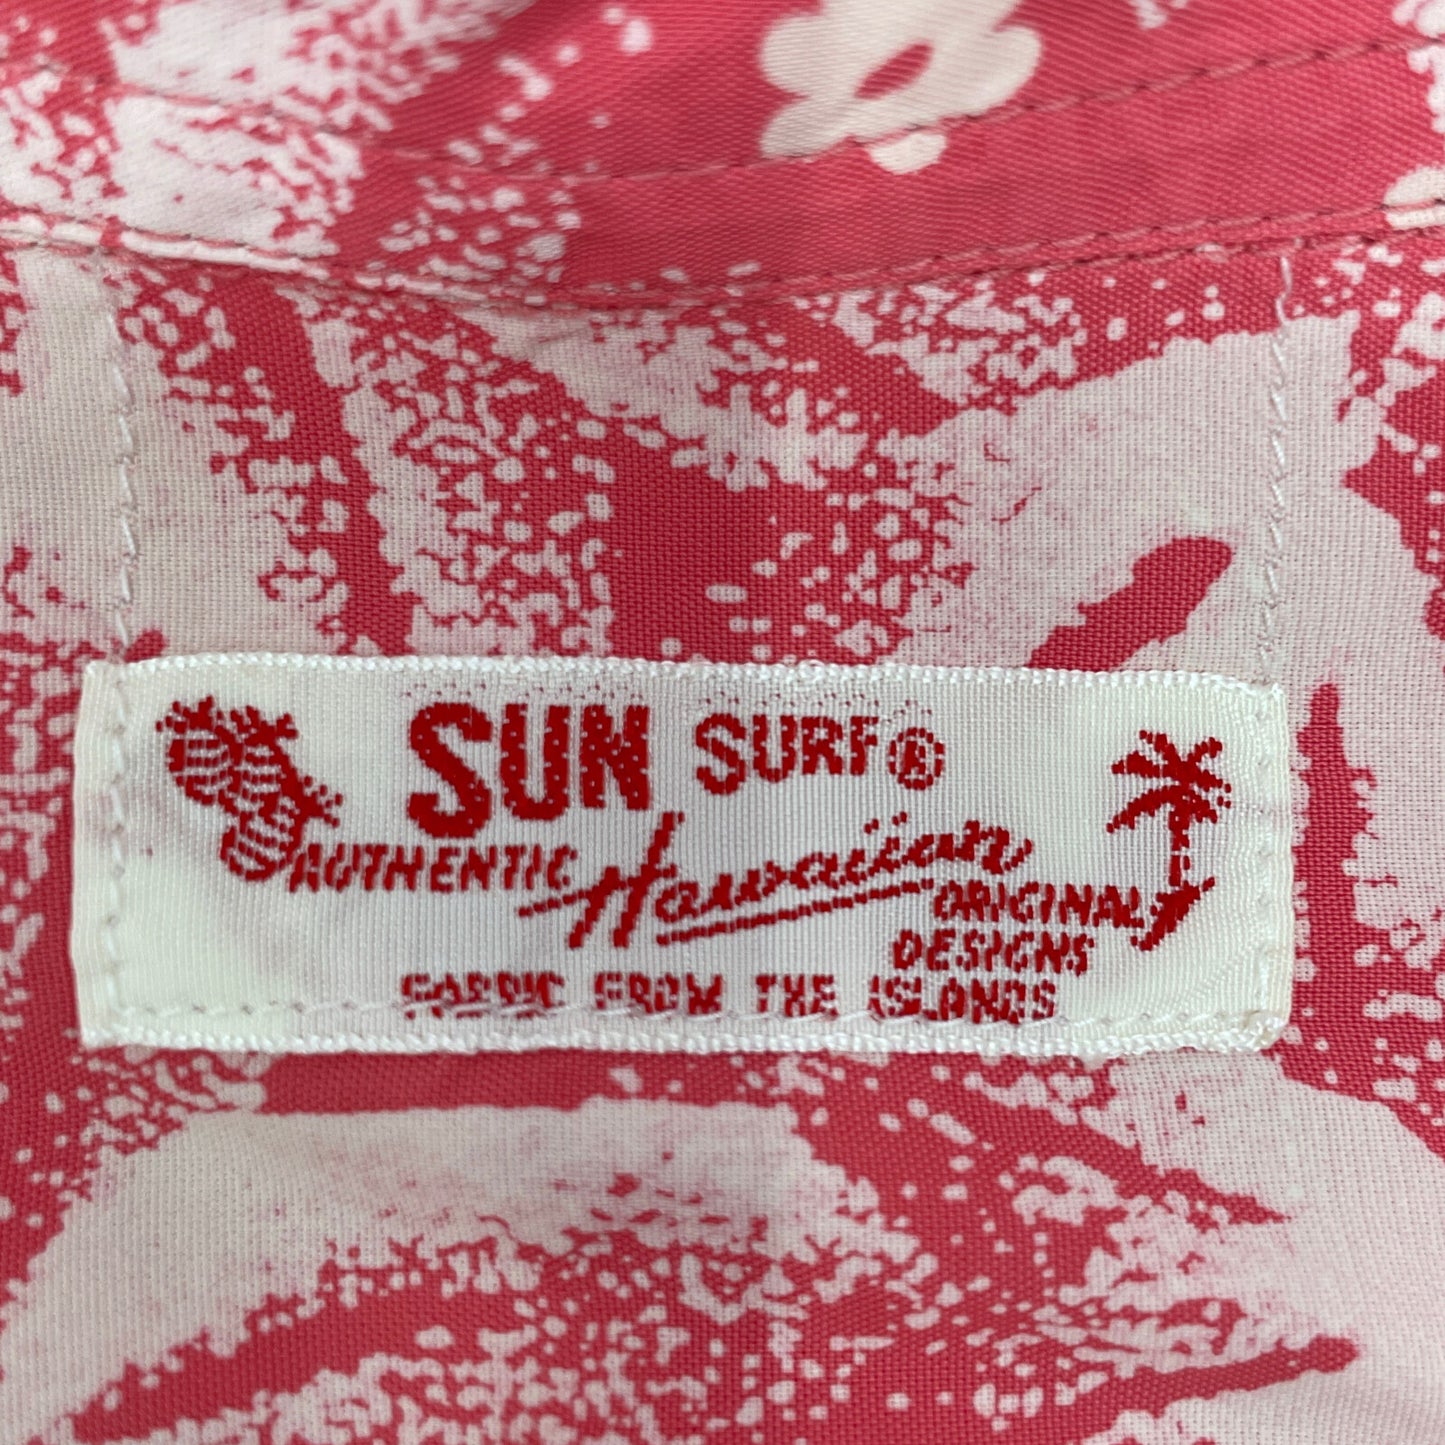 SUN SURF®
AUTHENTIC Hawaiian ORIGINAL
DESIGNS
FABRIC FROM THE ISLANDS